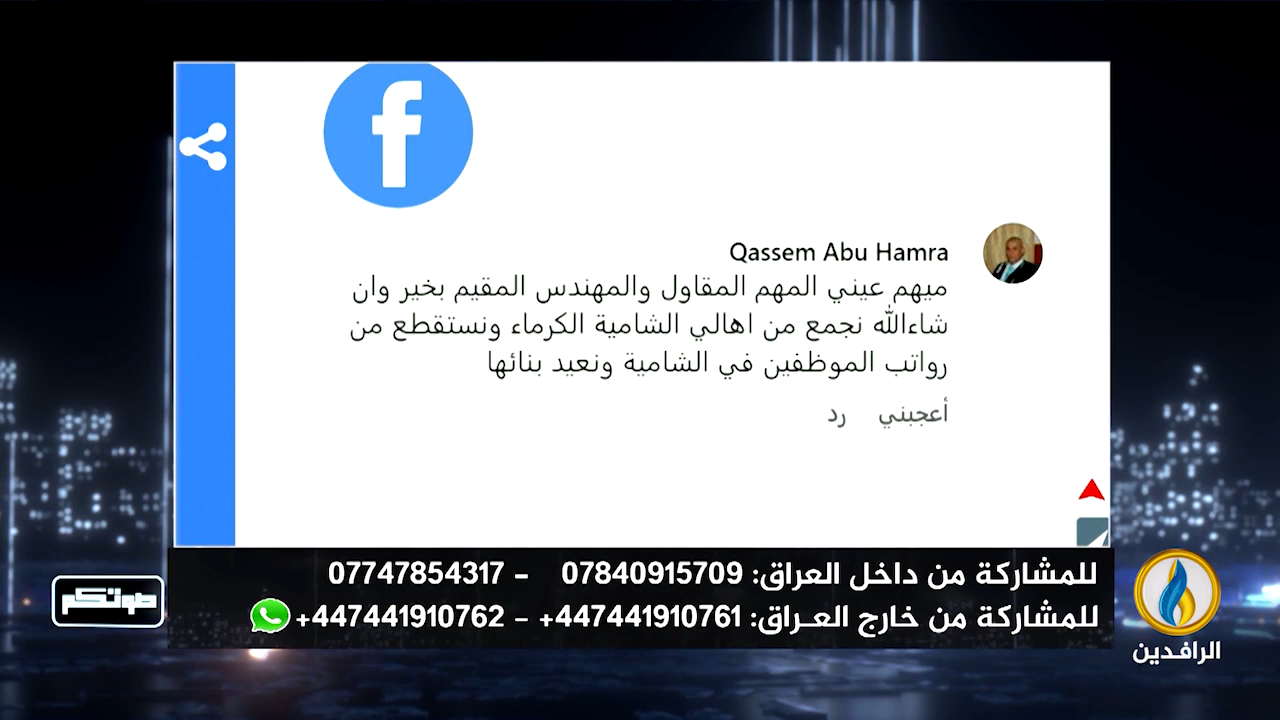 f
Qassem Abu Hamra
ميهم عيني المهم المقاول والمهندس المقيم بخير وان
شاءالله نجمع من اهالي الشامية الكرماء ونستقطع من
رواتب الموظفين في الشامية ونعيد بنائها
أعجبني رد
للمشاركة من داخل العراق: 07840915709 - 07747854317
للمشاركة من خارج العـراق: 447441910761+ - 447441910762+
صوتكم
الرافدين